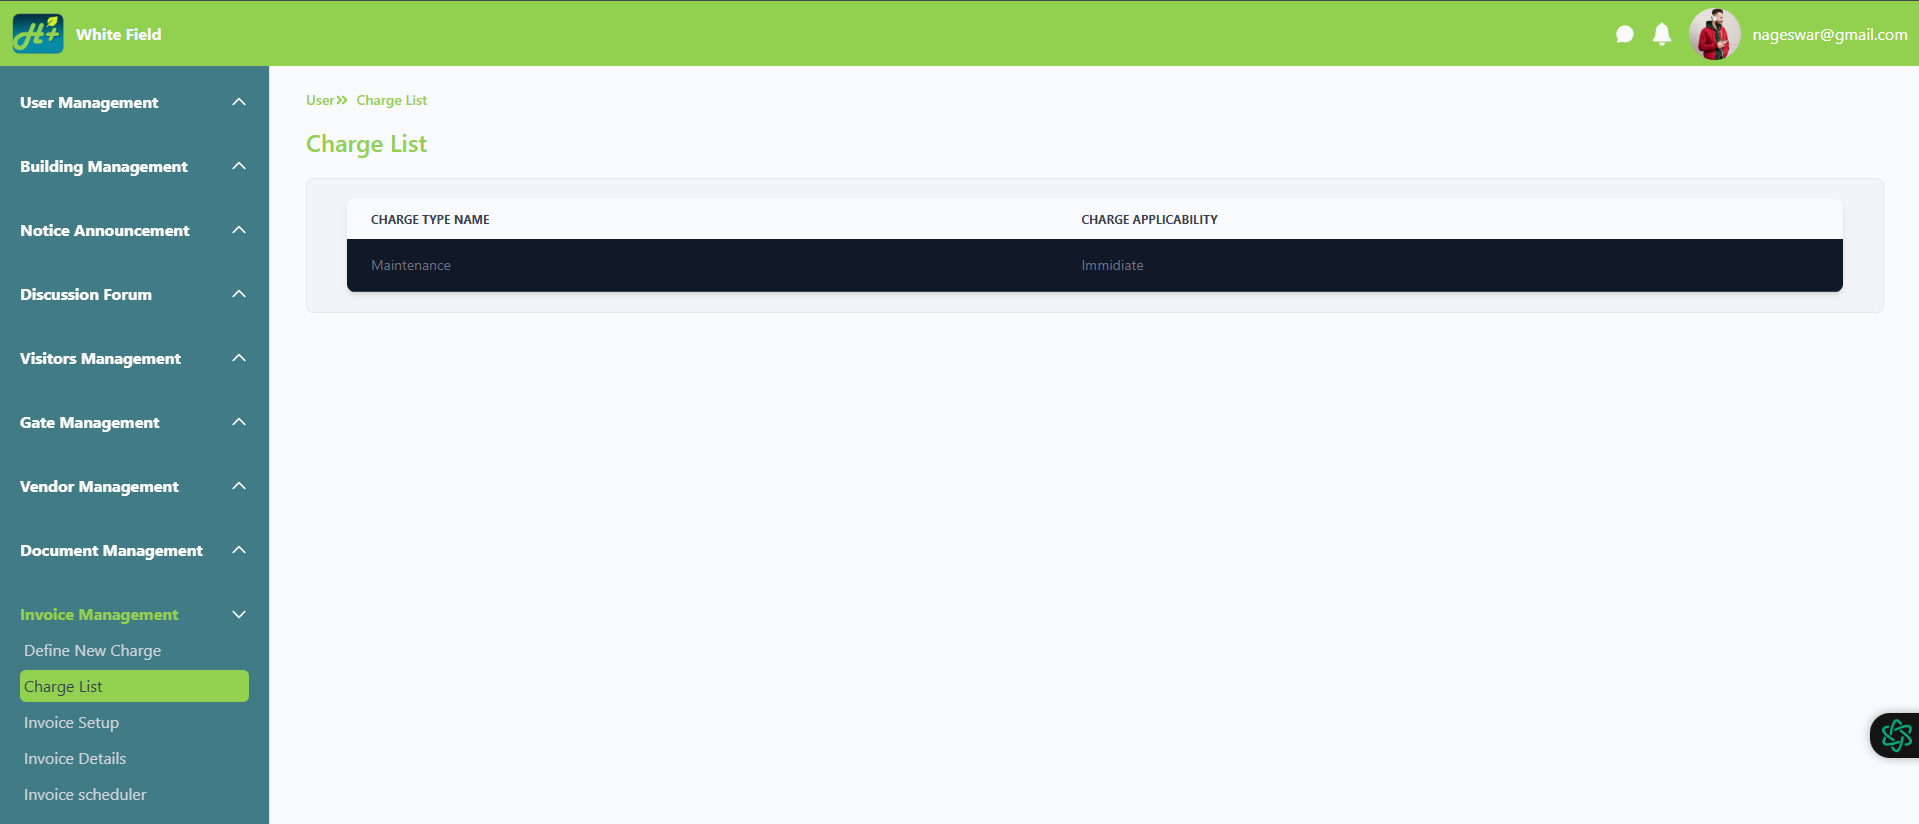 H+
White Field
nageswar@gmail.com
User Management
Building Management
Notice Announcement
Discussion Forum
Visitors Management
Gate Management
Vendor Management
Document Management
Invoice Management
Define New Charge
Charge List
Invoice Setup
Invoice Details
Invoice scheduler
User» Charge List
Charge List
CHARGE TYPE NAME CHARGE APPLICABILITY
Maintenance Immidiate